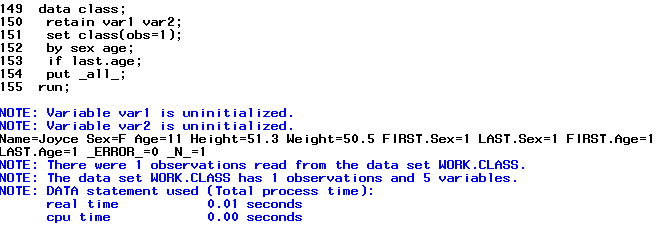 149  data class;
150   retain var1 var2;
151   set class(obs=1);
152   by sex age;
153   if last.age;
154   put _all_;
155  run;
NOTE: Variable var1 is uninitialized.
NOTE: Variable var2 is uninitialized.
Name=Joyce Sex=F Age=11 Height=51.3 Weight=50.5 FIRST.Sex=1 LAST.Sex=1 FIRST.Age=1
LAST.Age=1 _ERROR_=0 _N_=1
NOTE: There were 1 observations read from the data set WORK.CLASS.
NOTE: The data set WORK.CLASS has 1 observations and 5 variables.
NOTE: DATA statement used (Total process time):
      real time           0.01 seconds
      cpu time            0.00 seconds